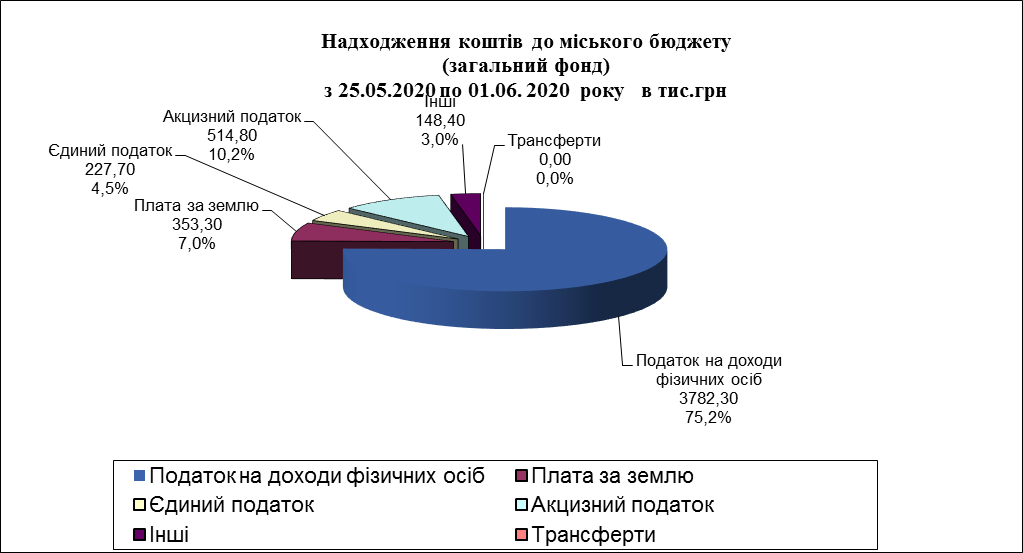 Надходження коштів до міського бюджету
(загальний фонд)
з 25.05.2020 по 01.06. 2020 року в тис.грн
Інші
148,40
3,0%
Трансферти
0,00
0,0%
Акцизний податок
514,80
10,2%
Єдиний податок
227,70
4,5%
Плата за землю
353,30
7,0%
Податок на доходи
фізичних осіб
3782,30
75,2%
Податок на доходи фізичних осіб
Плата за землю
Єдиний податок
Акцизний податок
Інші
Трансферти